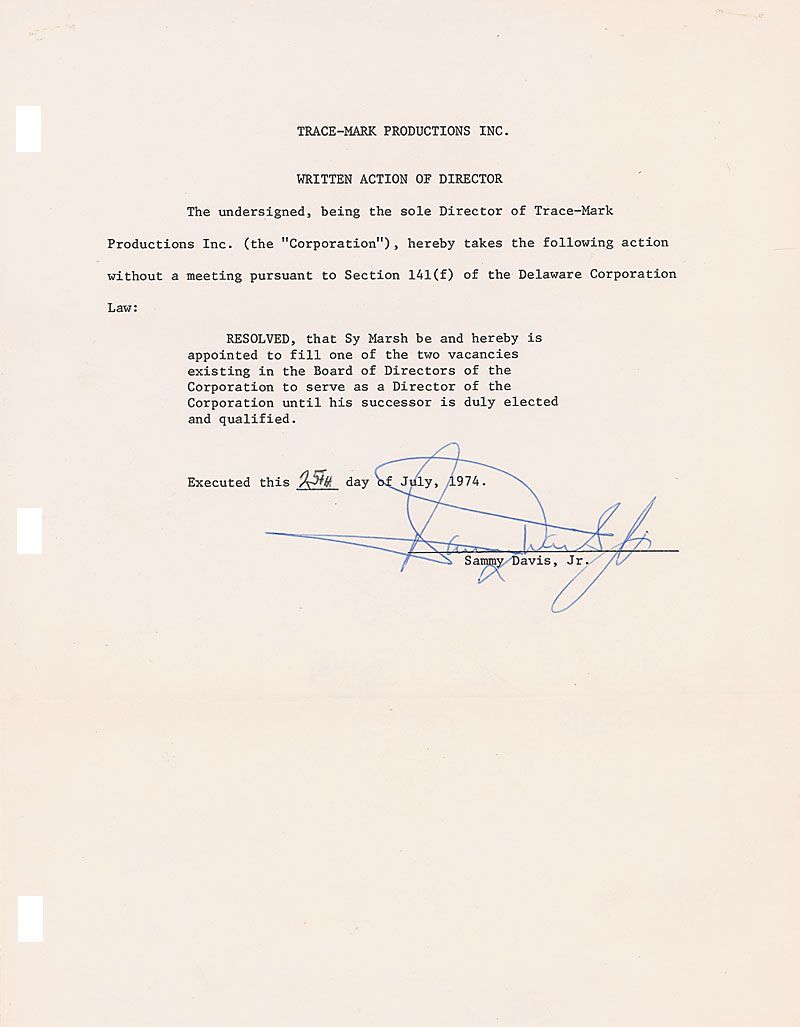 TRACE-MARK PRODUCTIONS INC.
WRITTEN ACTION OF DIRECTOR
The undersigned, being the sole Director of Trace-Mark
Productions Inc. (the "Corporation"), hereby takes the following action
without a meeting pursuant to Section 141(f) of the Delaware Corporation
Law:
RESOLVED, that Sy Marsh be and hereby is
appointed to fill one of the two vacancies
existing in the Board of Directors of the
Corporation to serve as a Director of the
Corporation until his successor is duly elected
and qualified.
Executed this 25TH day of July, 1974.
Sammy Davis Jr
Sammy Davis, Jr.